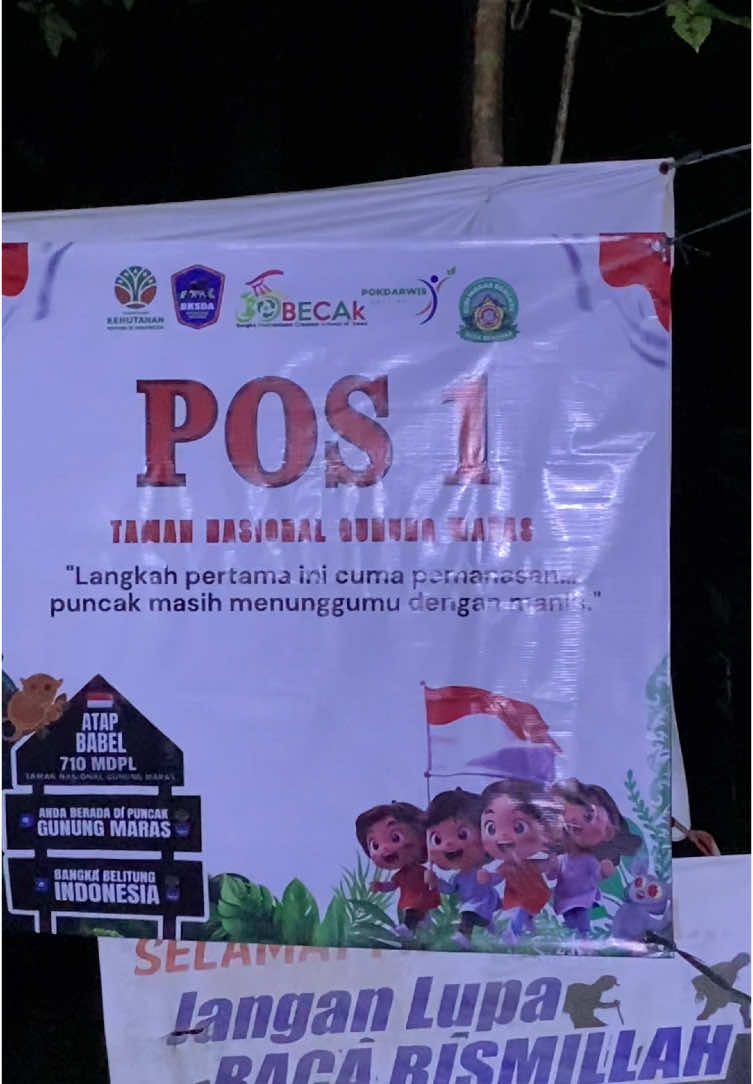 KEHUTANAN
BKSDA
BECAk
POKDARWIS
POS 1
TAMAN NASIONAL GUNUNG MARAS
"Langkah pertama ini cuma pemanasan...
puncak masih menunggumu dengan manis."
ATAP
BABEL
710 MDPL
TAMAN NASIONAL GUNUNG MARAS
ANDA BERADA DI PUNCAK
GUNUNG MARAS
BANGKA BELITUNG
INDONESIA
Jangan Lupa
BACA BISMILLAH